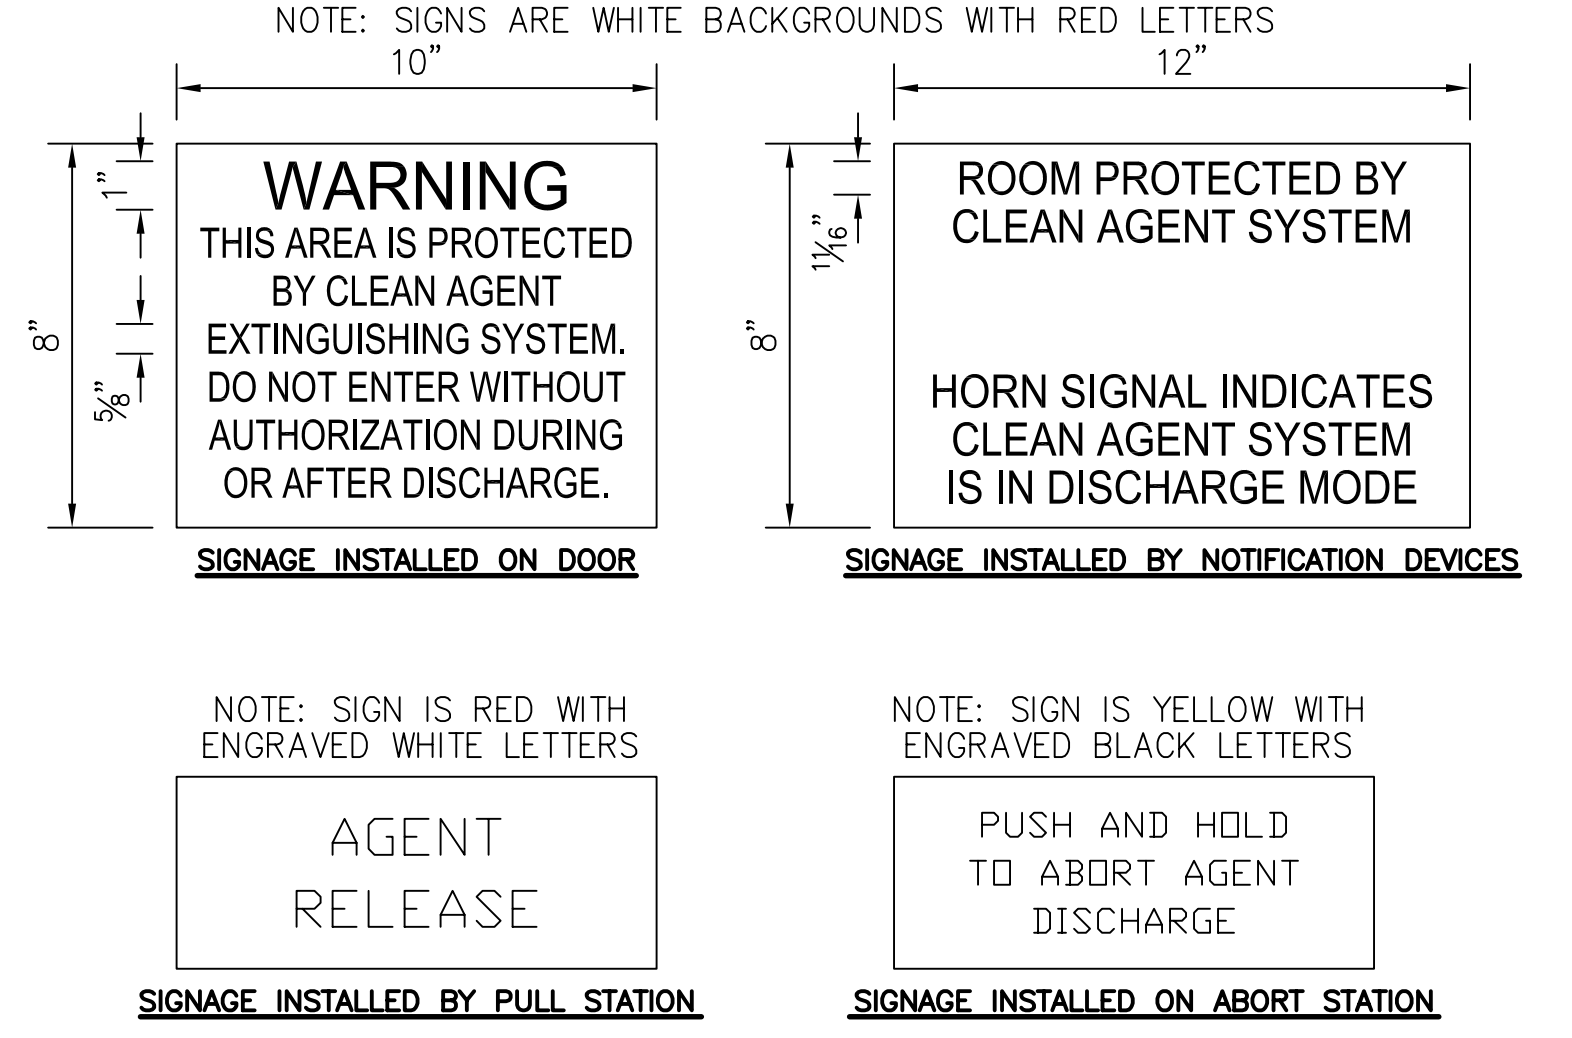 NOTE: SIGNS ARE WHITE BACKGROUNDS WITH RED LETTERS
10”
12”
8”
1”
5/8”
WARNING
THIS AREA IS PROTECTED
BY CLEAN AGENT
EXTINGUISHING SYSTEM.
DO NOT ENTER WITHOUT
AUTHORIZATION DURING
OR AFTER DISCHARGE.
SIGNAGE INSTALLED ON DOOR
8”
11/16”
ROOM PROTECTED BY
CLEAN AGENT SYSTEM
HORN SIGNAL INDICATES
CLEAN AGENT SYSTEM
IS IN DISCHARGE MODE
SIGNAGE INSTALLED BY NOTIFICATION DEVICES
NOTE: SIGN IS RED WITH
ENGRAVED WHITE LETTERS
AGENT
RELEASE
SIGNAGE INSTALLED BY PULL STATION
NOTE: SIGN IS YELLOW WITH
ENGRAVED BLACK LETTERS
PUSH AND HOLD
TO ABORT AGENT
DISCHARGE
SIGNAGE INSTALLED ON ABORT STATION